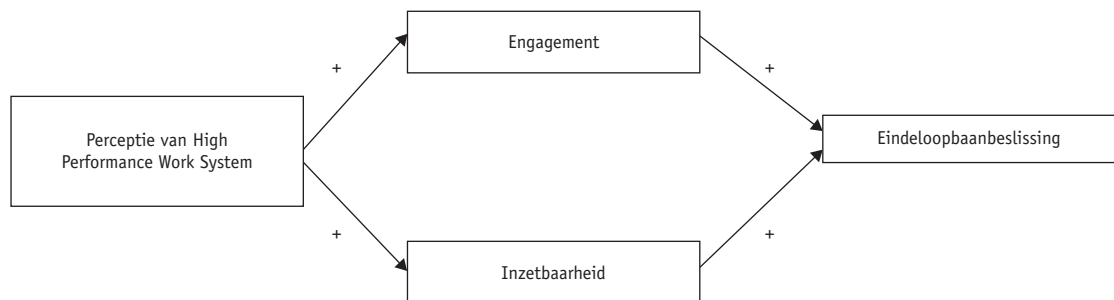 Engagement
+
+
Perceptie van High
Performance Work System
Eindeloopbaanbeslissing
+
+
Inzetbaarheid